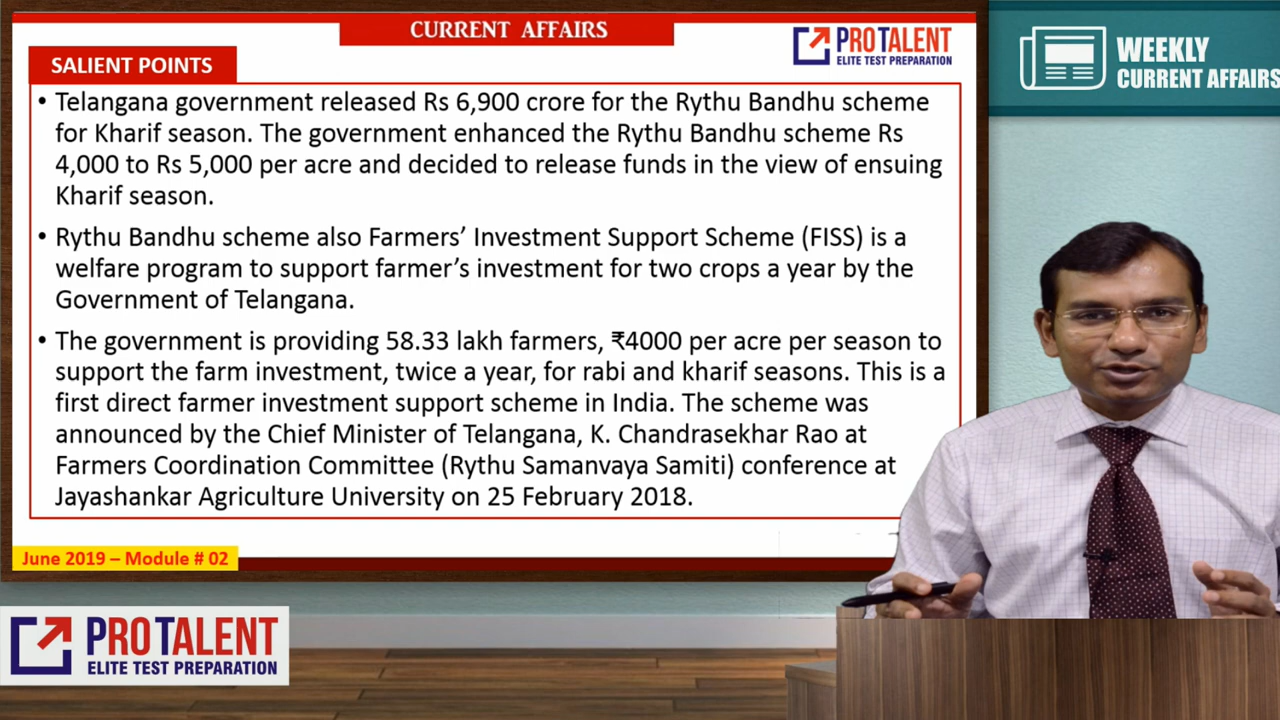 CURRENT AFFAIRS
PROTALENT
ELITE TEST PREPARATION
WEEKLY
CURRENT AFFAIRS
SALIENT POINTS
• Telangana government released Rs 6,900 crore for the Rythu Bandhu scheme
for Kharif season. The government enhanced the Rythu Bandhu scheme Rs
4,000 to Rs 5,000 per acre and decided to release funds in the view of ensuing
Kharif season.
• Rythu Bandhu scheme also Farmers’ Investment Support Scheme (FISS) is a
welfare program to support farmer’s investment for two crops a year by the
Government of Telangana.
• The government is providing 58.33 lakh farmers, ₹4000 per acre per season to
support the farm investment, twice a year, for rabi and kharif seasons. This is a
first direct farmer investment support scheme in India. The scheme was
announced by the Chief Minister of Telangana, K. Chandrasekhar Rao at
Farmers Coordination Committee (Rythu Samanvaya Samiti) conference at
Jayashankar Agriculture University on 25 February 2018.
June 2019 – Module # 02
PROTALENT
ELITE TEST PREPARATION